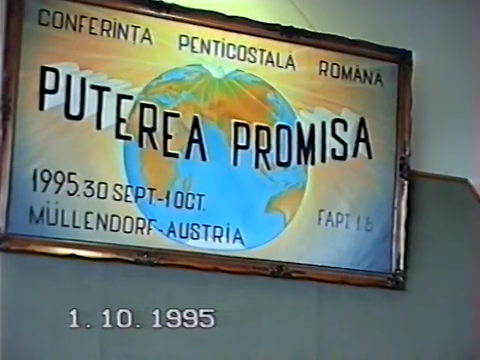 CONFERINȚA PENTICOSTALĂ ROMÂNĂ
PUTEREA PROMISA
1995.30 SEPT-1 OCT.
FAPT 1 8
MÜLLENDORF-AUSTRIA
1. 10. 1995